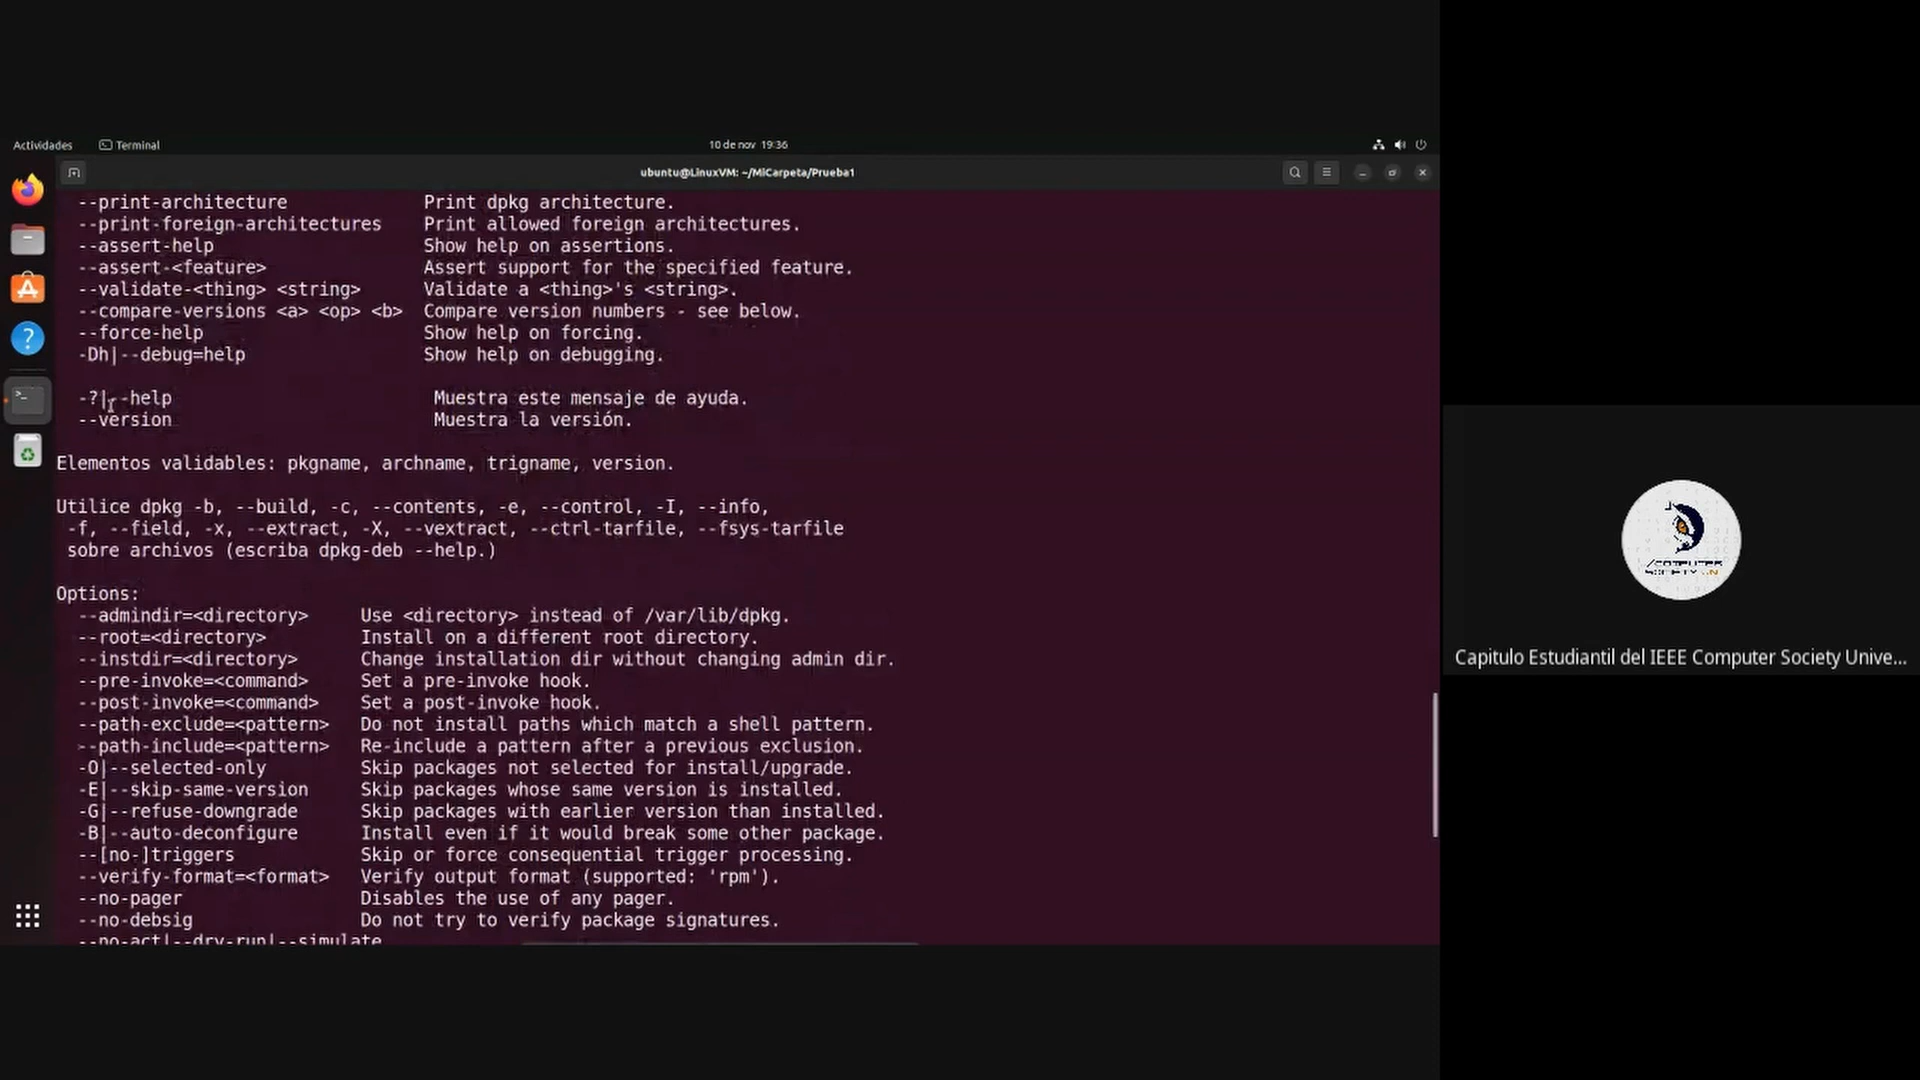 Actividades Terminal 10 de nov 19:36
ubuntu@LinuxVM: ~/MiCarpeta/Prueba1
--print-architecture Print dpkg architecture.
--print-foreign-architectures Print allowed foreign architectures.
--assert-help Show help on assertions.
--assert-<feature> Assert support for the specified feature.
--validate-<thing> <string> Validate a <thing>'s <string>.
--compare-versions <a> <op> <b> Compare version numbers - see below.
--force-help Show help on forcing.
-Dh|--debug=help Show help on debugging.
-?|--help Muestra este mensaje de ayuda.
--version Muestra la versión.
Elementos validables: pkgname, archname, trigname, version.
Utilice dpkg -b, --build, -c, --contents, -e, --control, -I, --info,
-f, --field, -x, --extract, -X, --vextract, --ctrl-tarfile, --fsys-tarfile
sobre archivos (escriba dpkg-deb --help.)
Options:
--admindir=<directory> Use <directory> instead of /var/lib/dpkg.
--root=<directory> Install on a different root directory.
--instdir=<directory> Change installation dir without changing admin dir.
--pre-invoke=<command> Set a pre-invoke hook.
--post-invoke=<command> Set a post-invoke hook.
--path-exclude=<pattern> Do not install paths which match a shell pattern.
--path-include=<pattern> Re-include a pattern after a previous exclusion.
-O|--selected-only Skip packages not selected for install/upgrade.
-E|--skip-same-version Skip packages whose same version is installed.
-G|--refuse-downgrade Skip packages with earlier version than installed.
-B|--auto-deconfigure Install even if it would break some other package.
--[no-]triggers Skip or force consequential trigger processing.
--verify-format=<format> Verify output format (supported: 'rpm').
--no-pager Disables the use of any pager.
--no-debsig Do not try to verify package signatures.
--no-act|--dry-run|--simulate
/COMPUTER
SOCIETY
Capitulo Estudiantil del IEEE Computer Society Unive...